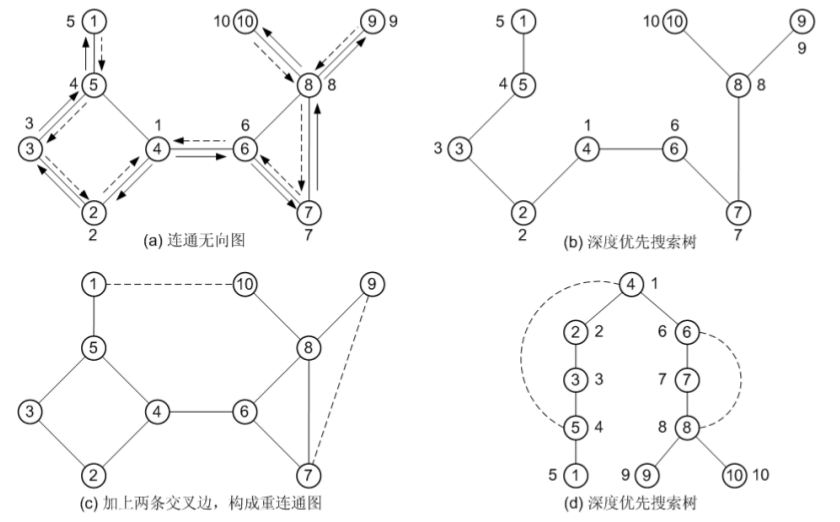 5 1 10 10 9 9
4 5 8 8
3 1 6
3 4 6
2 7
2 7
(a) 连通无向图
5 1 10 10 9
9
4 5 8 8
1 6
3 3 4 6
2 7
2 7
(b) 深度优先搜索树
1 10 9
5 8
3 4 6
2 7
(c) 加上两条交叉边，构成重连通图
4 1
2 2 6 6
3 3 7 7
5 4 8 8
5 1 9 9 10 10
(d) 深度优先搜索树